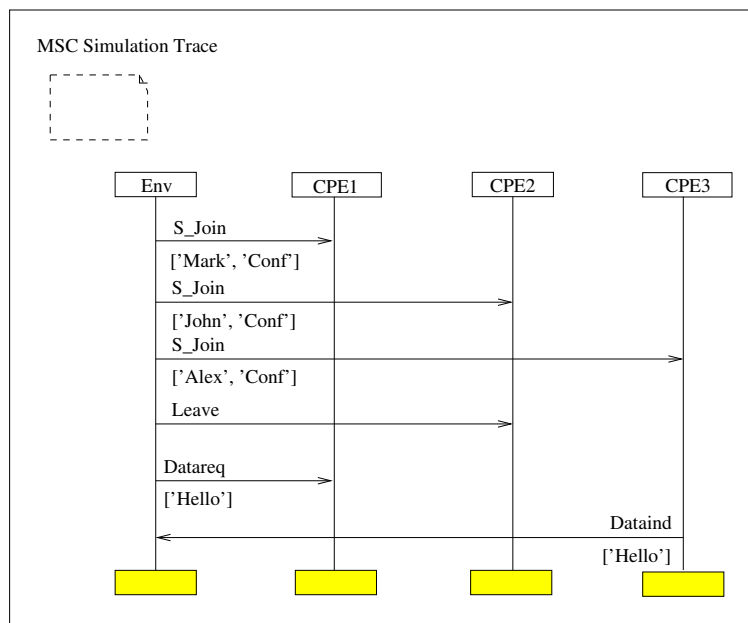 MSC Simulation Trace
Env CPE1 CPE2 CPE3
S_Join
['Mark', 'Conf']
S_Join
['John', 'Conf']
S_Join
['Alex', 'Conf']
Leave
Datareq
['Hello']
Dataind
['Hello']